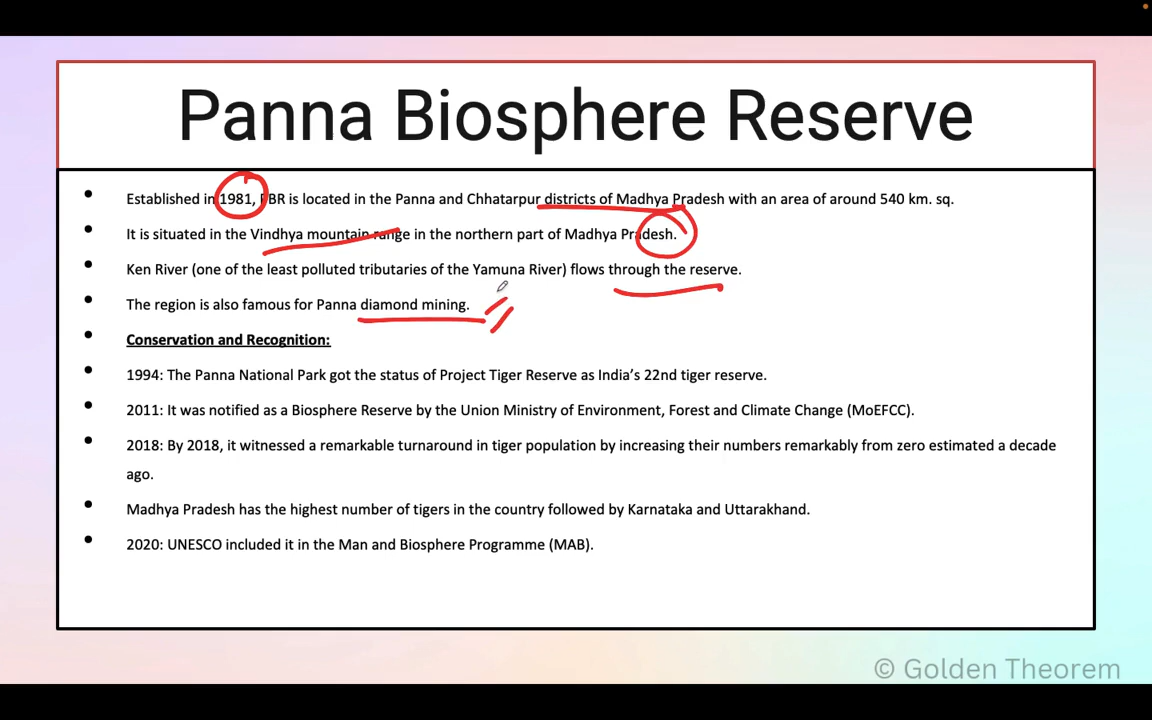 Panna Biosphere Reserve
• Established in 1981, PBR is located in the Panna and Chhatarpur districts of Madhya Pradesh with an area of around 540 km. sq.
• It is situated in the Vindhya mountain range in the northern part of Madhya Pradesh.
• Ken River (one of the least polluted tributaries of the Yamuna River) flows through the reserve.
• The region is also famous for Panna diamond mining.
• Conservation and Recognition:
• 1994: The Panna National Park got the status of Project Tiger Reserve as India’s 22nd tiger reserve.
• 2011: It was notified as a Biosphere Reserve by the Union Ministry of Environment, Forest and Climate Change (MoEFCC).
• 2018: By 2018, it witnessed a remarkable turnaround in tiger population by increasing their numbers remarkably from zero estimated a decade
ago.
• Madhya Pradesh has the highest number of tigers in the country followed by Karnataka and Uttarakhand.
• 2020: UNESCO included it in the Man and Biosphere Programme (MAB).
© Golden Theorem